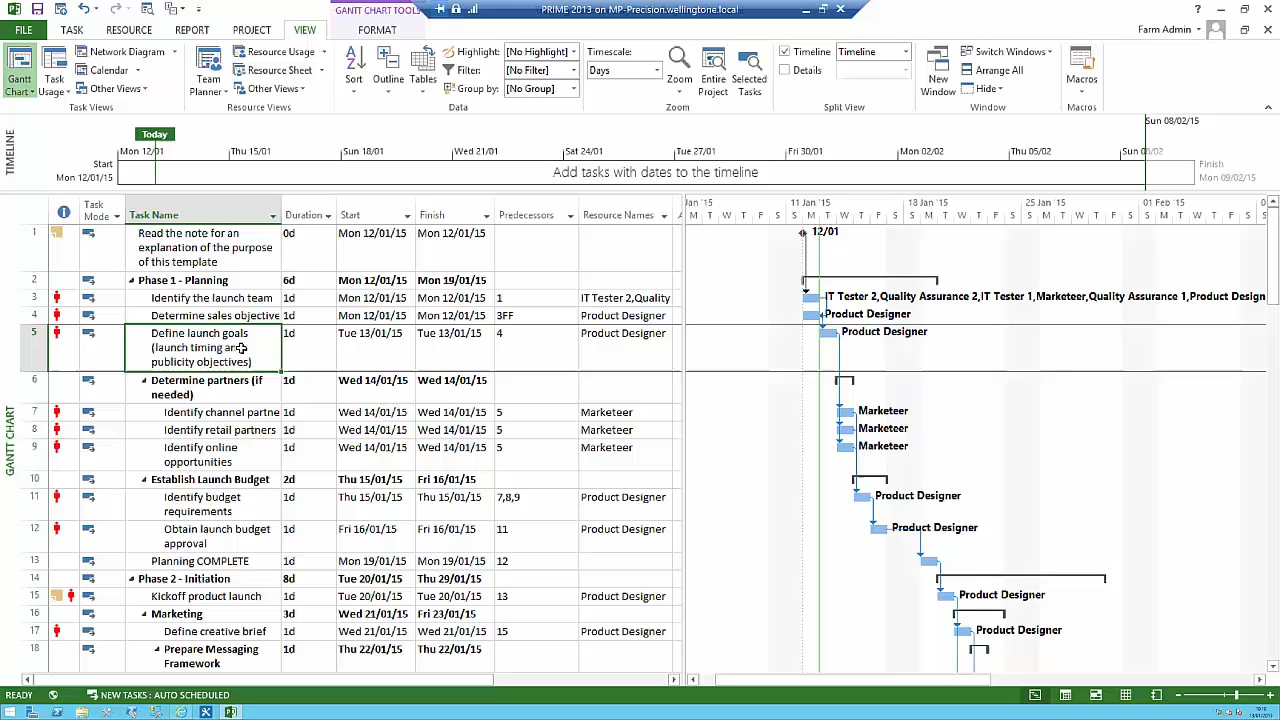 GANTT CHART TOOLS
PRIME 2013 on MP-Precision.wellingtone.local
FILE TASK RESOURCE REPORT PROJECT VIEW FORMAT Farm Admin
Gantt Chart
Task Usage
Network Diagram
Calendar
Other Views
Task Views
Team Planner
Resource Usage
Resource Sheet
Other Views
Resource Views
Sort
Outline
Tables
Highlight: [No Highlight]
Filter: [No Filter]
Group by: [No Group]
Data
Timescale:
Days
Zoom
Entire Project
Selected Tasks
Zoom
Timeline Timeline
Details
Split View
New Window
Switch Windows
Arrange All
Hide
Window
Macros
Macros
TIMELINE
Sun 08/02/15
Today
Mon 12/01 Thu 15/01 Sun 18/01 Wed 21/01 Sat 24/01 Tue 27/01 Fri 30/01 Mon 02/02 Thu 05/02 Sun 08/02
Start
Mon 12/01/15
Add tasks with dates to the timeline
Finish
Mon 09/02/15
GANTT CHART
Task Mode Task Name Duration Start Finish Predecessors Resource Names A
Jan '15 11 Jan '15 18 Jan '15 25 Jan '15 01 Feb '15 0
M T W T F S S M T W T F S S M T W T F S S M T W T F S S M T W T F S S
1 Read the note for an explanation of the purpose of this template 0d Mon 12/01/15 Mon 12/01/15 12/01
2 Phase 1 - Planning 6d Mon 12/01/15 Mon 19/01/15
3 Identify the launch team 1d Mon 12/01/15 Mon 12/01/15 1 IT Tester 2,Quality IT Tester 2,Quality Assurance 2,IT Tester 1,Marketeer,Quality Assurance 1,Product Design
4 Determine sales objective 1d Mon 12/01/15 Mon 12/01/15 3FF Product Designer Product Designer
5 Define launch goals (launch timing and publicity objectives) 1d Tue 13/01/15 Tue 13/01/15 4 Product Designer Product Designer
6 Determine partners (if needed) 1d Wed 14/01/15 Wed 14/01/15
7 Identify channel partne 1d Wed 14/01/15 Wed 14/01/15 5 Marketeer Marketeer
8 Identify retail partners 1d Wed 14/01/15 Wed 14/01/15 5 Marketeer Marketeer
9 Identify online opportunities 1d Wed 14/01/15 Wed 14/01/15 5 Marketeer Marketeer
10 Establish Launch Budget 2d Thu 15/01/15 Fri 16/01/15
11 Identify budget requirements 1d Thu 15/01/15 Thu 15/01/15 7,8,9 Product Designer Product Designer
12 Obtain launch budget approval 1d Fri 16/01/15 Fri 16/01/15 11 Product Designer Product Designer
13 Planning COMPLETE 1d Mon 19/01/15 Mon 19/01/15 12
14 Phase 2 - Initiation 8d Tue 20/01/15 Thu 29/01/15
15 Kickoff product launch 1d Tue 20/01/15 Tue 20/01/15 13 Product Designer Product Designer
16 Marketing 3d Wed 21/01/15 Fri 23/01/15
17 Define creative brief 1d Wed 21/01/15 Wed 21/01/15 15 Product Designer Product Designer
18 Prepare Messaging Framework 1d Thu 22/01/15 Thu 22/01/15
READY NEW TASKS : AUTO SCHEDULED